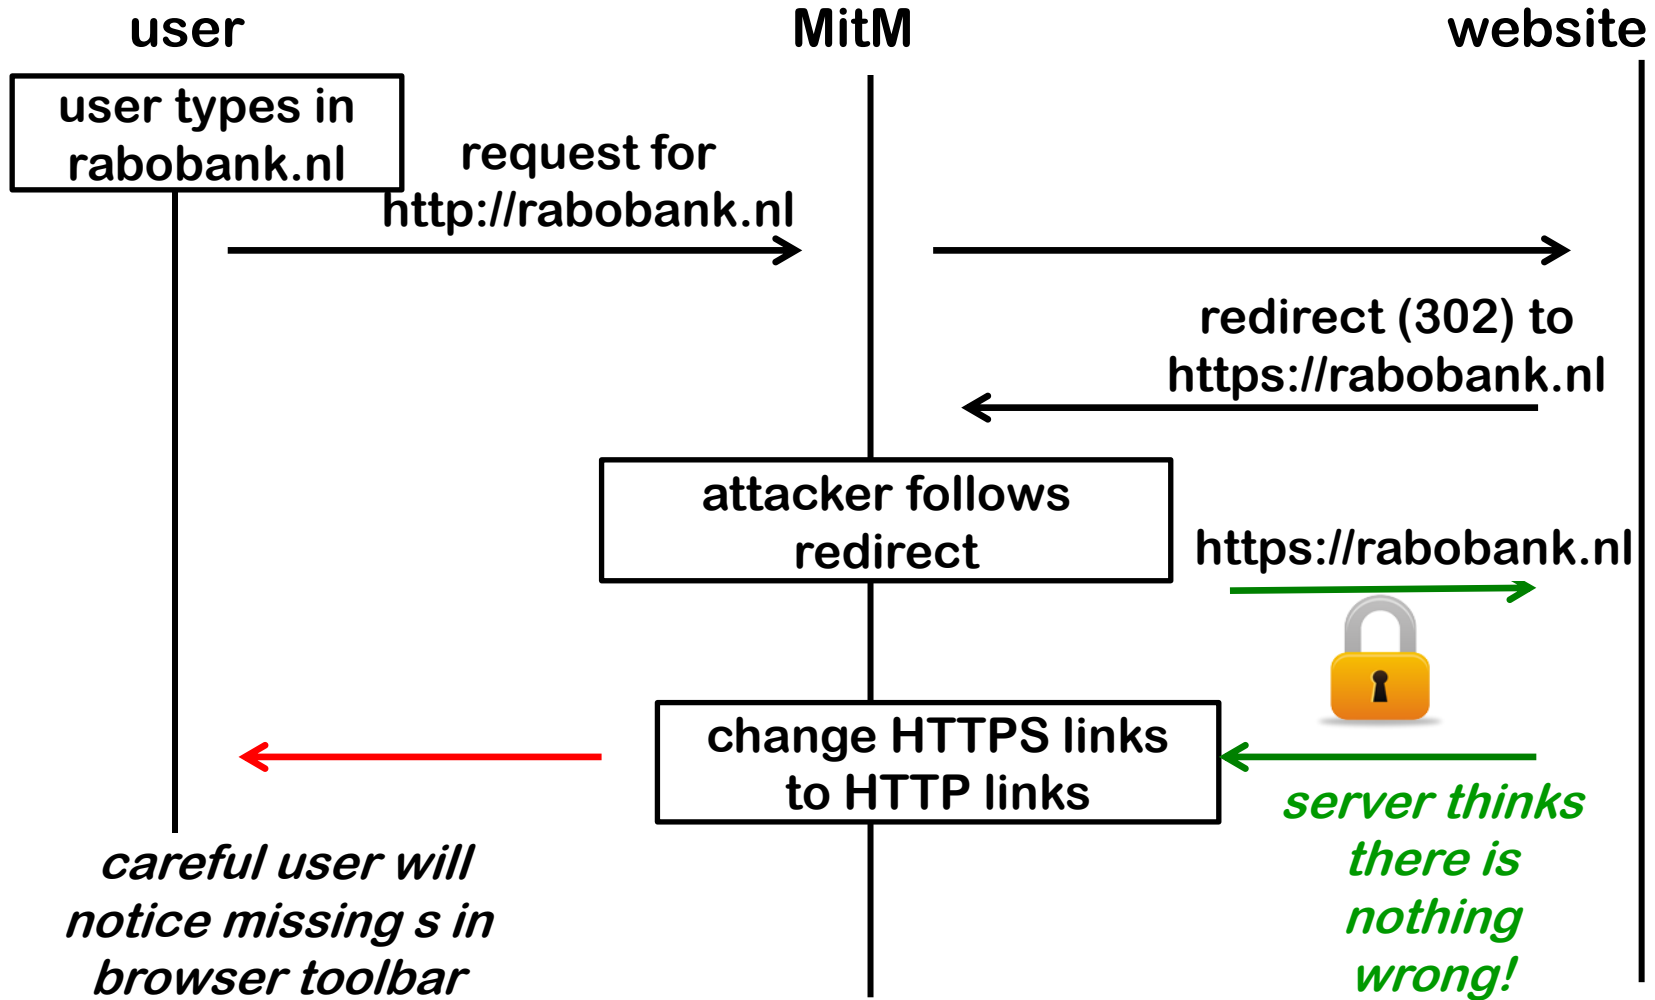 user
MitM
website
user types in
rabobank.nl
request for
http://rabobank.nl
redirect (302) to
https://rabobank.nl
attacker follows
redirect
https://rabobank.nl
change HTTPS links
to HTTP links
server thinks
there is
nothing
wrong!
careful user will
notice missing s in
browser toolbar